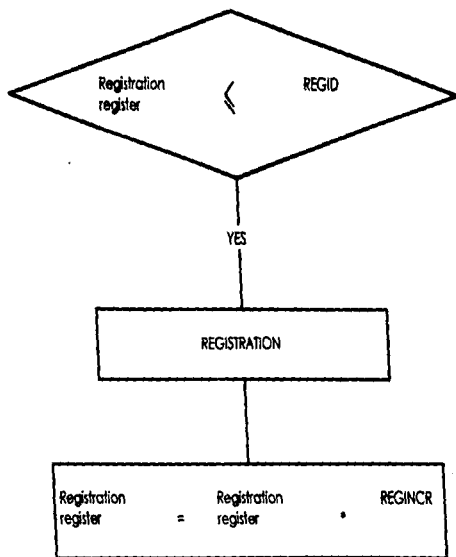 Registration ⩽ REGID
register
YES
REGISTRATION
Registration Registration REGINCR
register = register •